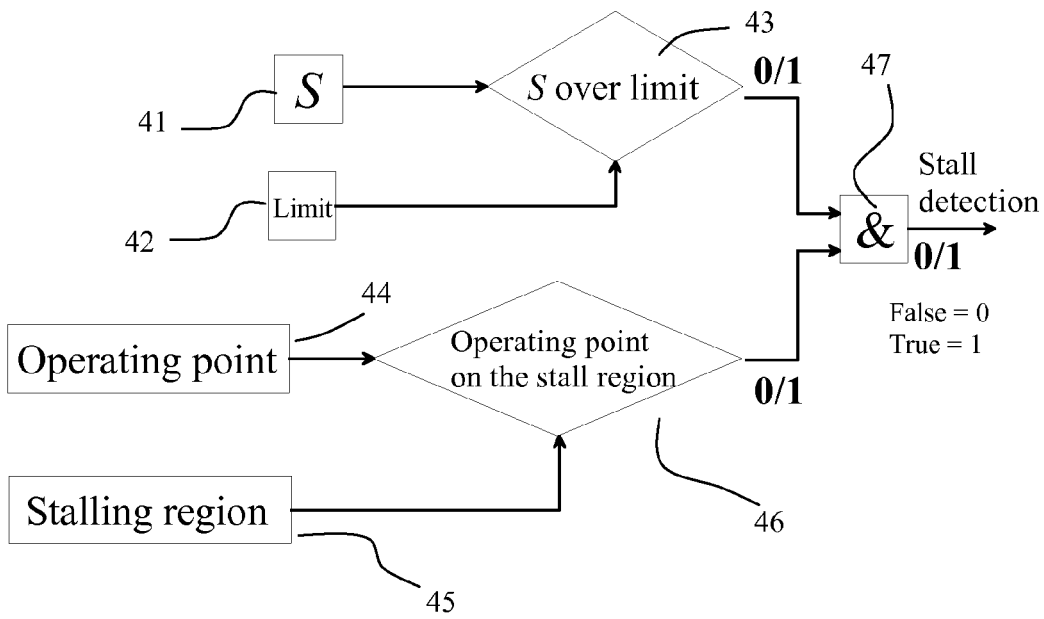 43
S
S over limit
0/1
47
41
Limit
42
Stall
detection
&
0/1
44
False = 0
True = 1
Operating point
Operating point
on the stall region
0/1
Stalling region
46
45